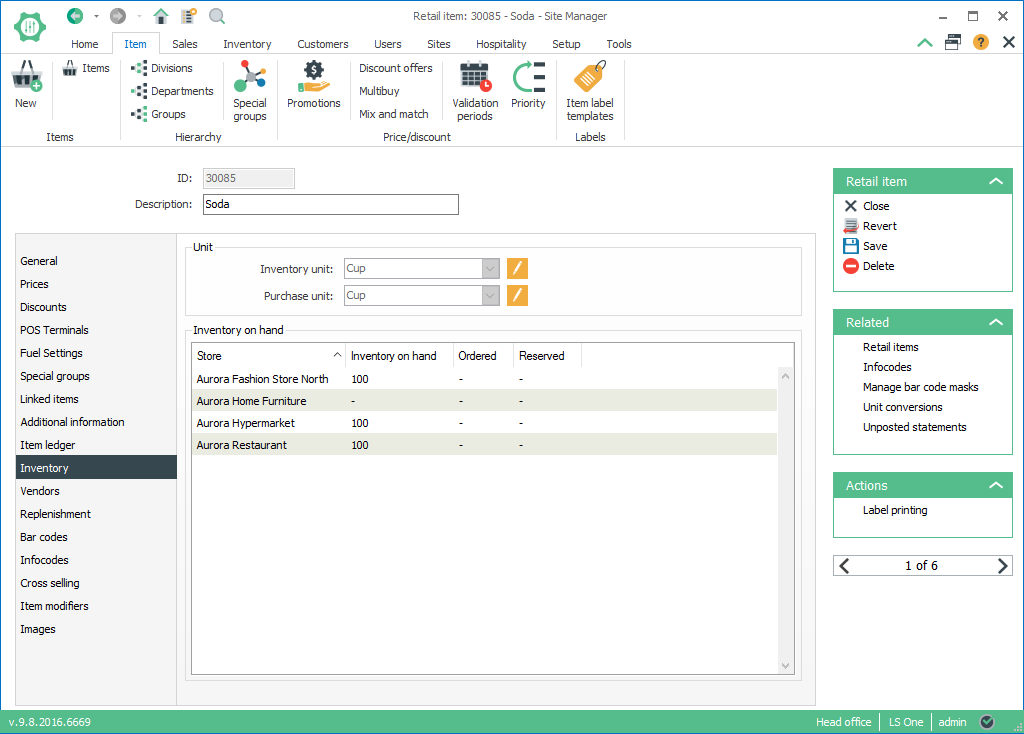 Retail item: 30085 - Soda - Site Manager
Home Item Sales Inventory Customers Users Sites Hospitality Setup Tools
New
Items
Items
Divisions
Departments
Groups
Special groups
Hierarchy
Promotions
Discount offers
Multibuy
Mix and match
Validation periods
Priority
Price/discount
Item label templates
Labels
ID: 30085
Description: Soda
General
Prices
Discounts
POS Terminals
Fuel Settings
Special groups
Linked items
Additional information
Item ledger
Inventory
Vendors
Replenishment
Bar codes
Infocodes
Cross selling
Item modifiers
Images
Unit
Inventory unit: Cup
Purchase unit: Cup
Inventory on hand
Store Inventory on hand Ordered Reserved
Aurora Fashion Store North 100 - -
Aurora Home Furniture - - -
Aurora Hypermarket 100 - -
Aurora Restaurant 100 - -
Retail item
Close
Revert
Save
Delete
Related
Retail items
Infocodes
Manage bar code masks
Unit conversions
Unposted statements
Actions
Label printing
1 of 6
v.9.8.2016.6669
Head office LS One admin